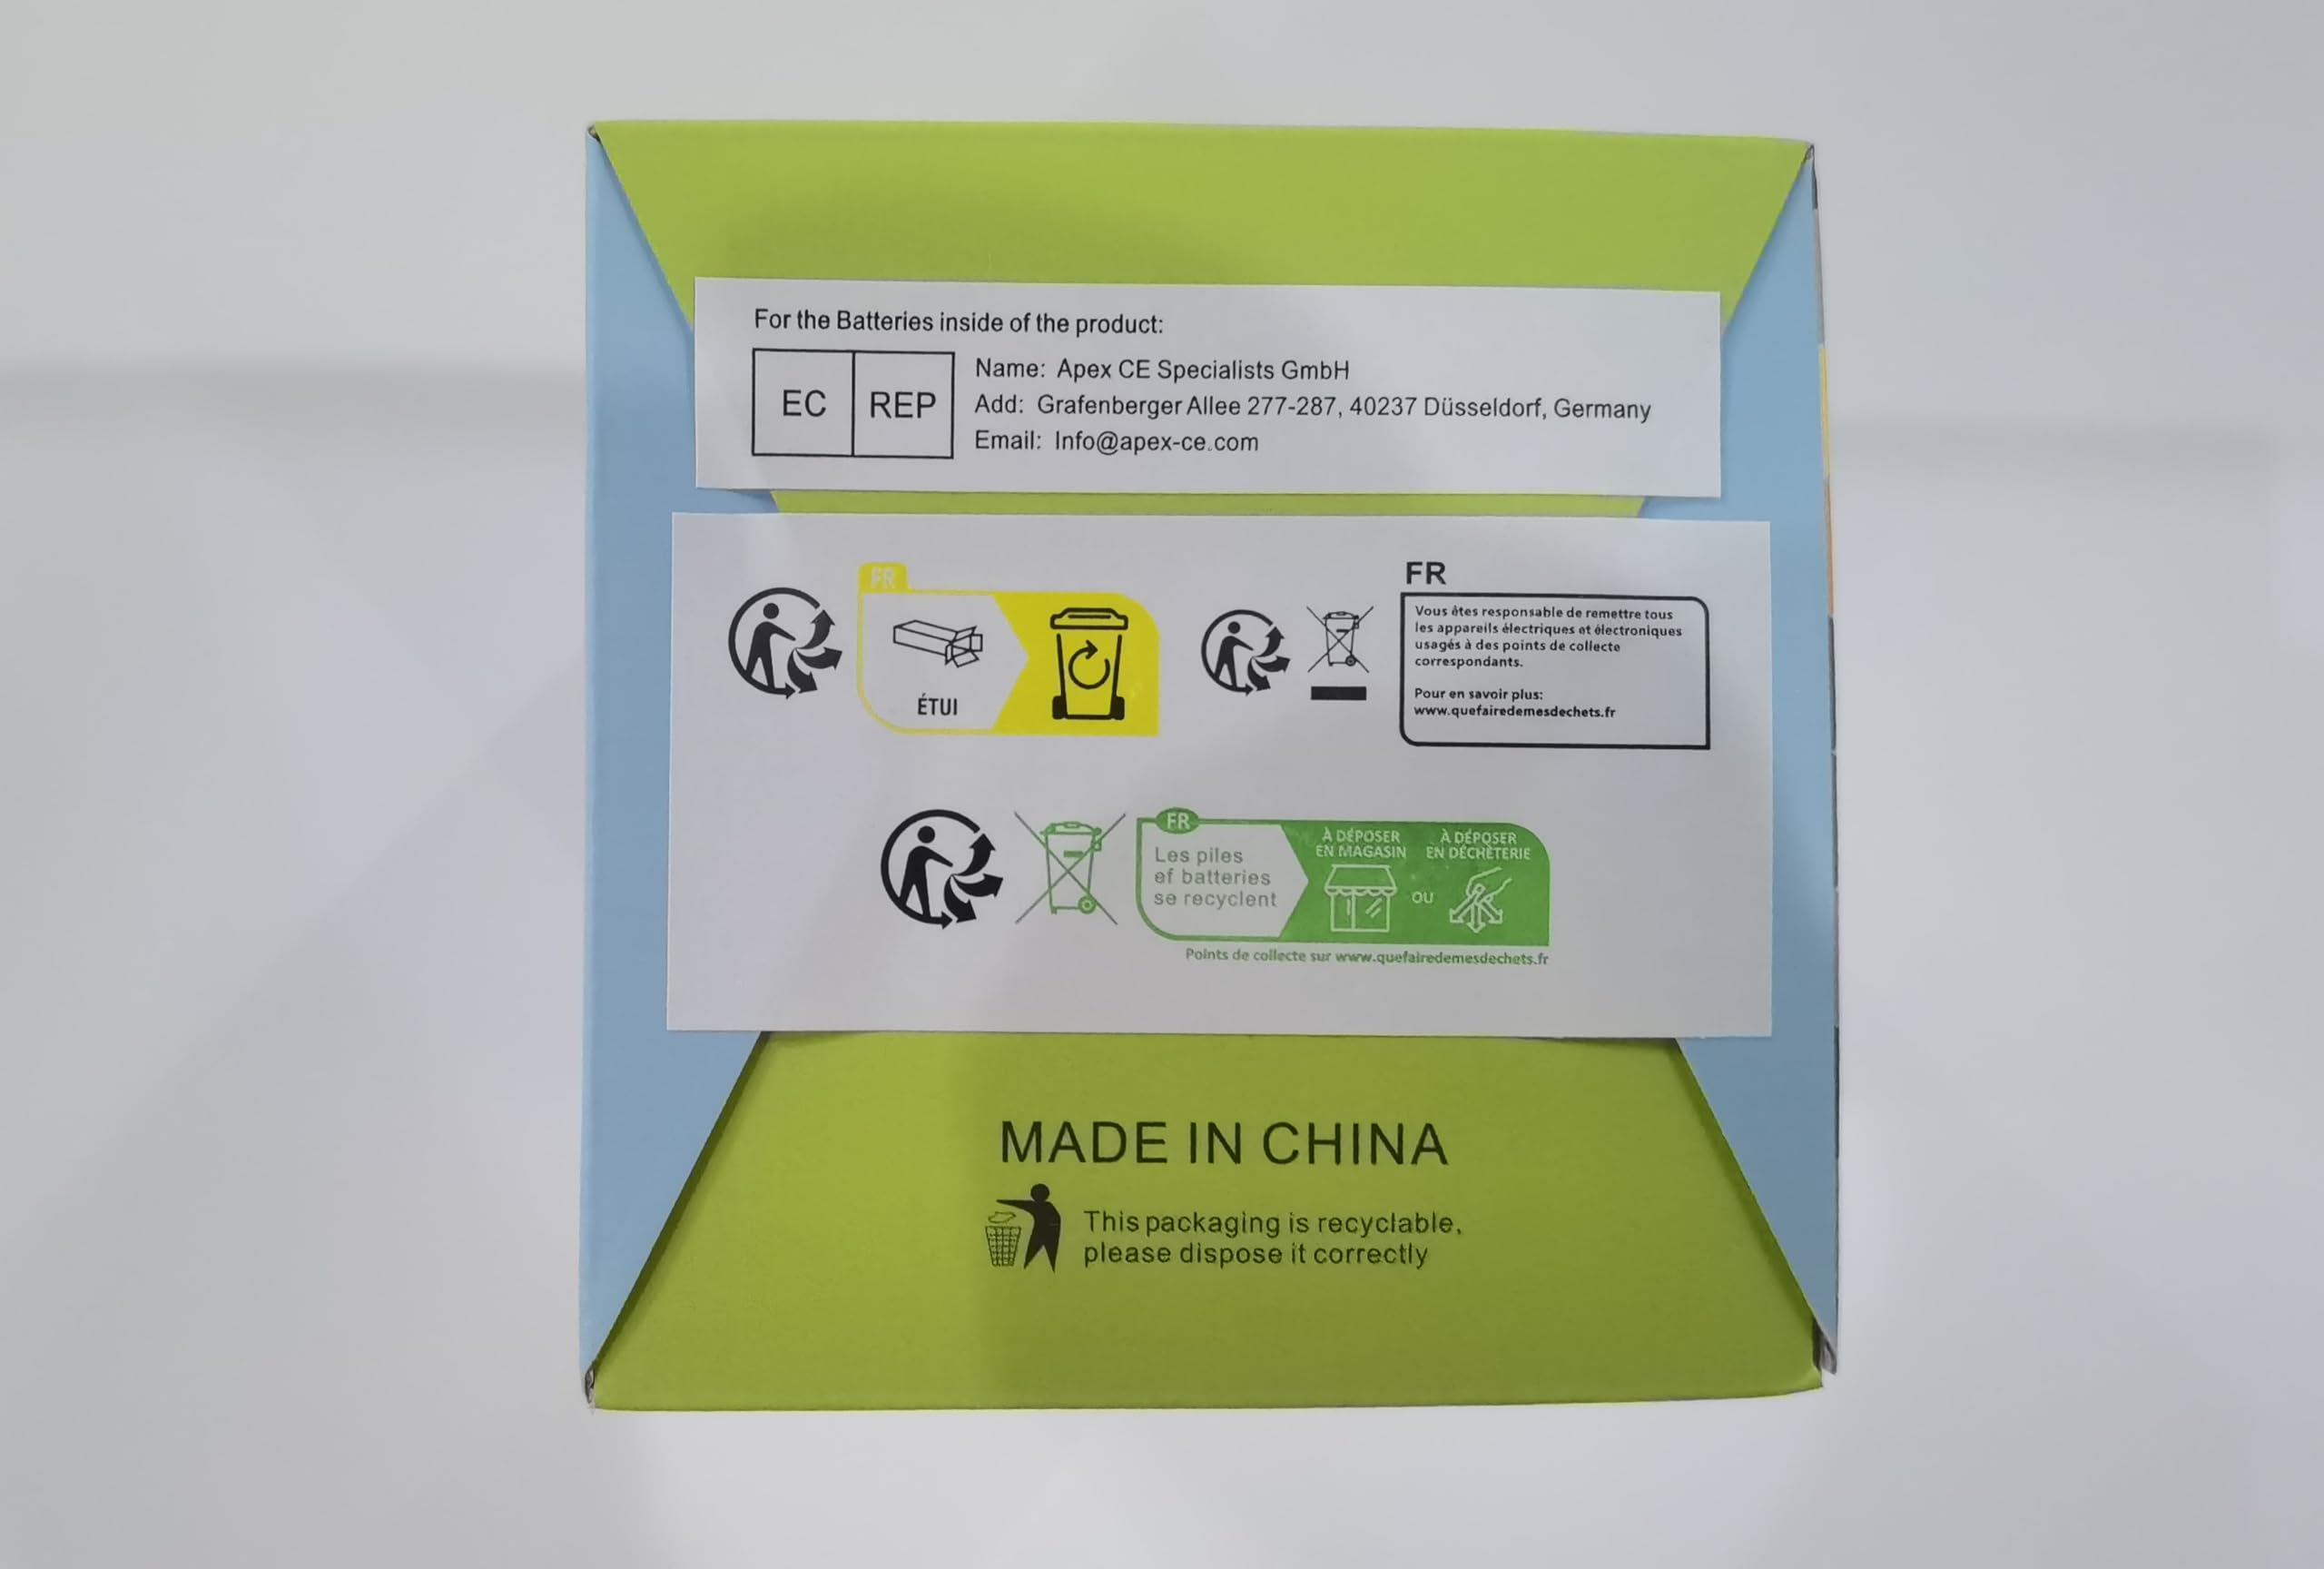 For the Batteries inside of the product:
EC REP
Name: Apex CE Specialists GmbH
Add: Grafenberger Allee 277-287, 40237 Düsseldorf, Germany
Email: Info@apex-ce.com
FR
ÉTUI
FR
Vous êtes responsable de remettre tous
les appareils électriques et électroniques
usagés à des points de collecte
correspondants.
Pour en savoir plus:
www.quefairedemesdechets.fr
FR
Les piles
ef batteries
se recyclent
À DÉPOSER
EN MAGASIN
OU
À DÉPOSER
EN DÉCHÈTERIE
Points de collecte sur www.quefairedemesdechets.fr
MADE IN CHINA
This packaging is recyclable,
please dispose it correctly